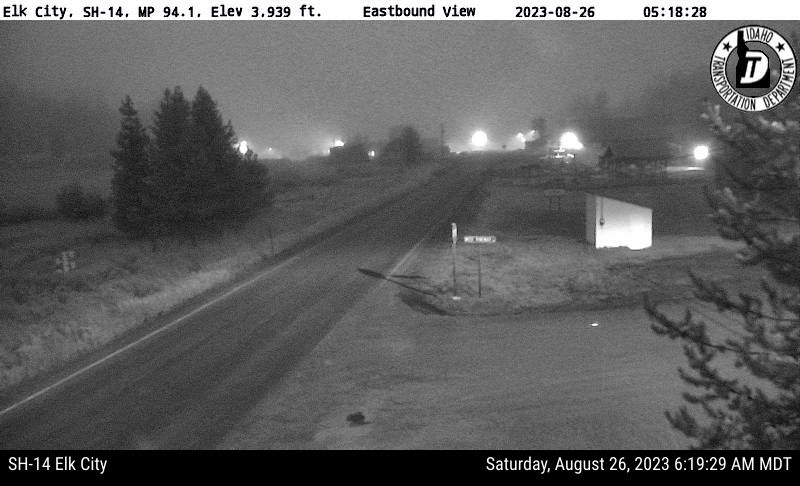 Elk City, SH-14, MP 94.1, Elev 3,939 ft. Eastbound View 2023-08-26 05:18:28
IDAHO
TRANSPORTATION DEPARTMENT
SH-14 Elk City Saturday, August 26, 2023 6:19:29 AM MDT